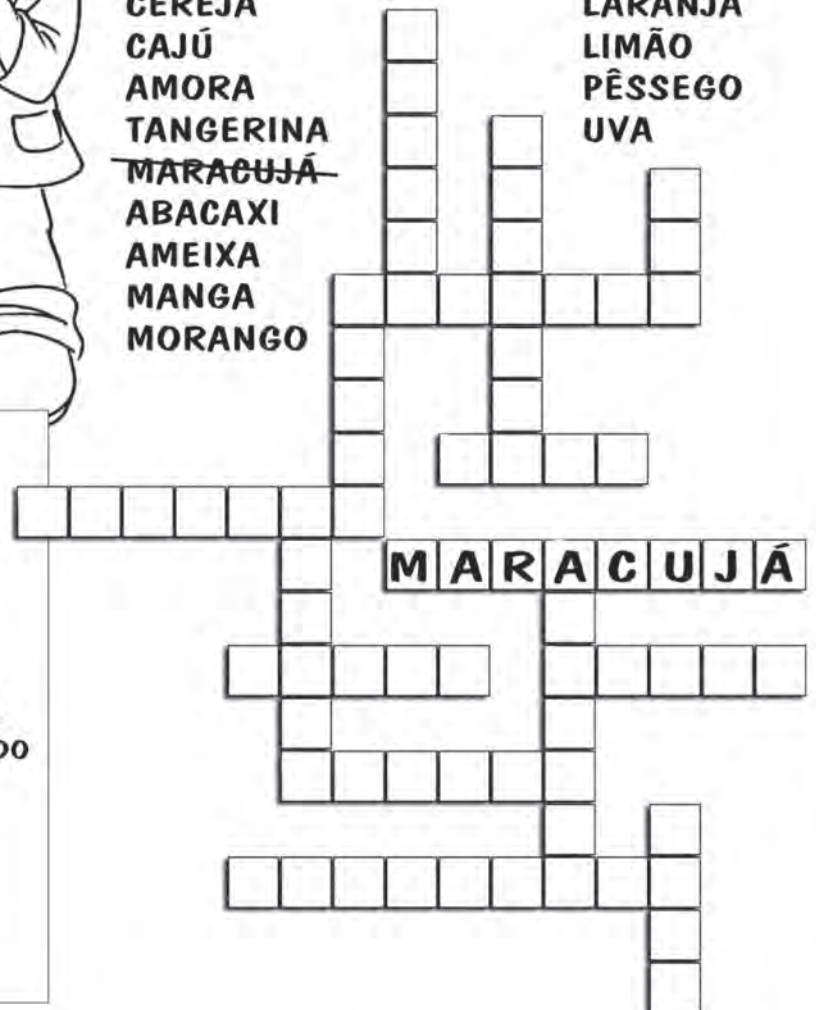 CEREJA
CAJÚ
AMORA
TANGERINA
MARACUJÁ
ABACAXI
AMEIXA
MANGA
MORANGO
LARANJA
LIMÃO
PÊSSEGO
UVA
MARACUJÁ